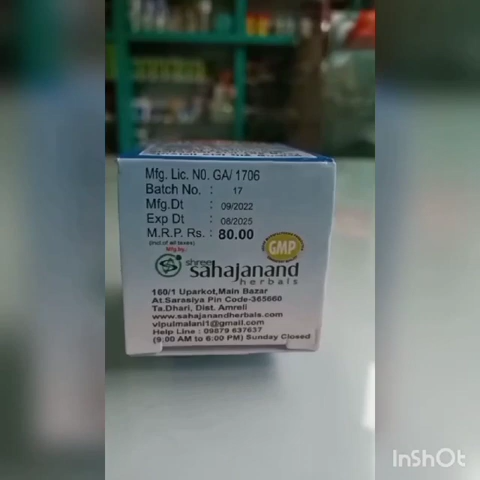 Mfg. Lic. N0. GA/ 1706
Batch No. : 17
Mfg.Dt : 09/2022
Exp Dt : 08/2025
M.R.P. Rs. : 80.00
(Incl.of all taxes)
Mfg.by.
GMP
shree
sahajanand
herbals
160/1 Uparkot,Main Bazar
At.Sarasiya Pin Code-365660
Ta.Dhari, Dist. Amreli
www.sahajanandherbals.com
vipulmalani1@gmail.com
Help Line : 09879 637637
(9:00 AM to 6:00 PM) Sunday Closed
InShOt